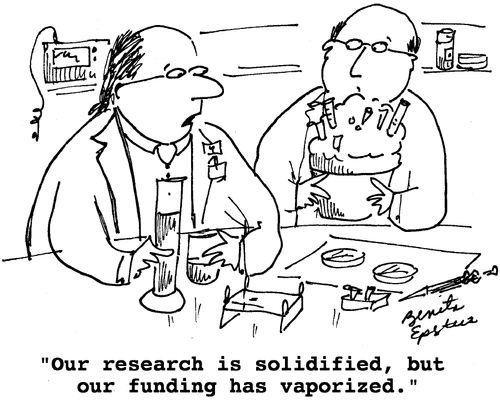 Benita
Epstein
"Our research is solidified, but
our funding has vaporized."